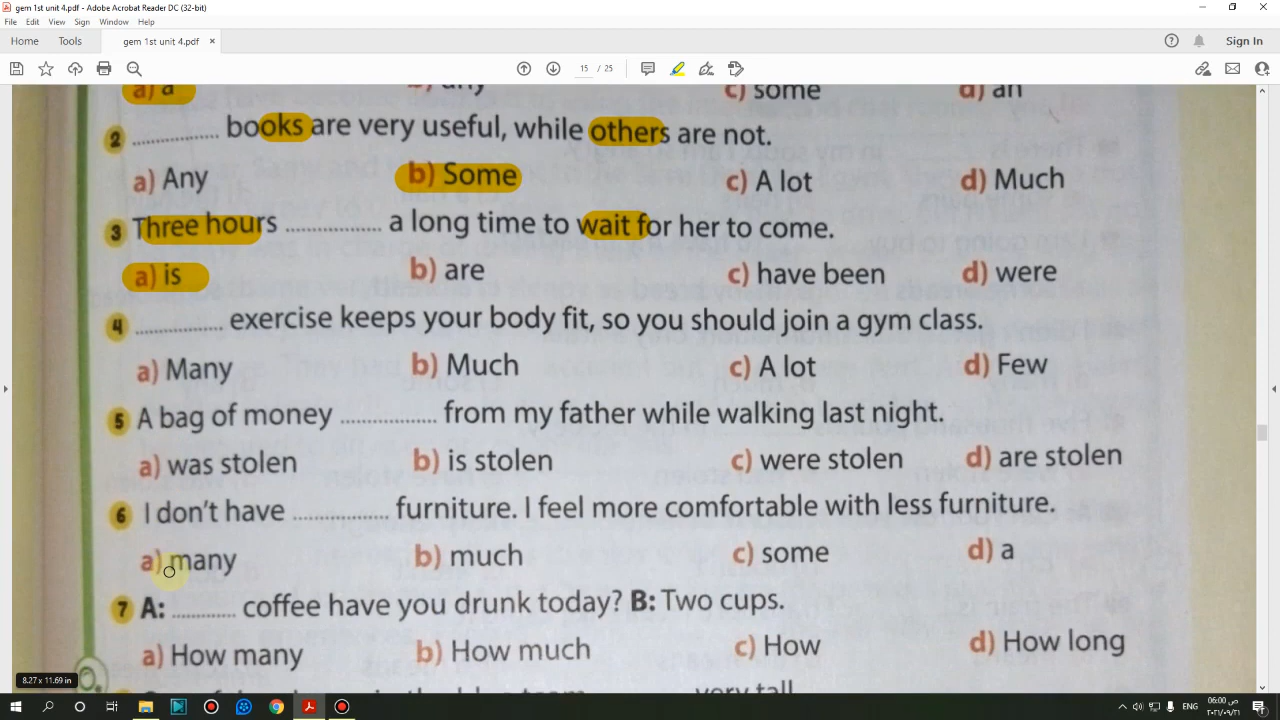 gem 1st unit 4.pdf - Adobe Acrobat Reader DC (32-bit)
File Edit View Sign Window Help
Home Tools gem 1st unit 4.pdf × Sign In
15 / 25
a) a b) any c) some d) an
2 .............. books are very useful, while others are not.
a) Any b) Some c) A lot d) Much
3 Three hours .............. a long time to wait for her to come.
a) is b) are c) have been d) were
4 .............. exercise keeps your body fit, so you should join a gym class.
a) Many b) Much c) A lot d) Few
5 A bag of money .............. from my father while walking last night.
a) was stolen b) is stolen c) were stolen d) are stolen
6 I don't have .............. furniture. I feel more comfortable with less furniture.
a) many b) much c) some d) a
7 A: .......... coffee have you drunk today? B: Two cups.
a) How many b) How much c) How d) How long
very tall
8.27 x 11.69 in
ENG 06:00 ص